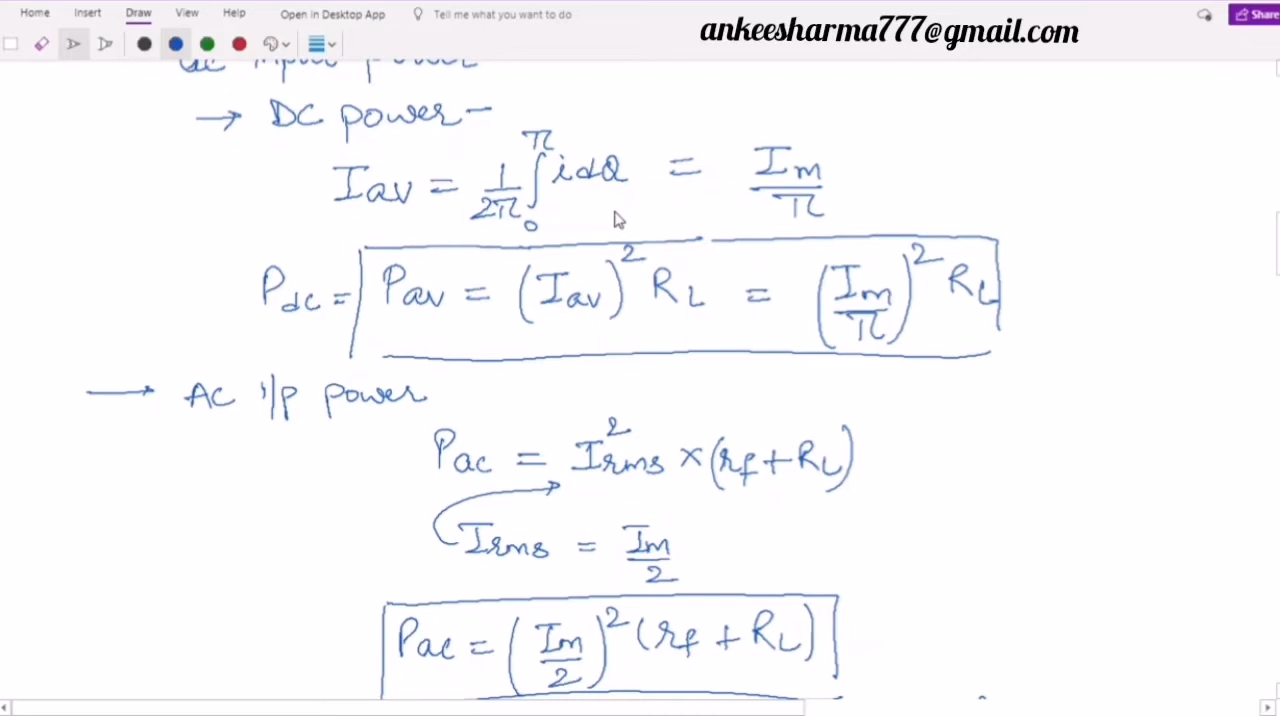 Home Insert Draw View Help Open in Desktop App Tell me what you want to do Share
ankeesharma777@gmail.com
→ DC power –
Iav = 1/2π ∫₀^π i dθ = Im/π
Pdc = Pav = (Iav)² RL = (Im/π)² RL
→ AC i/p power
Pac = I²rms × (rf + RL)
Irms = Im/2
Pac = (Im/2)² (rf + RL)